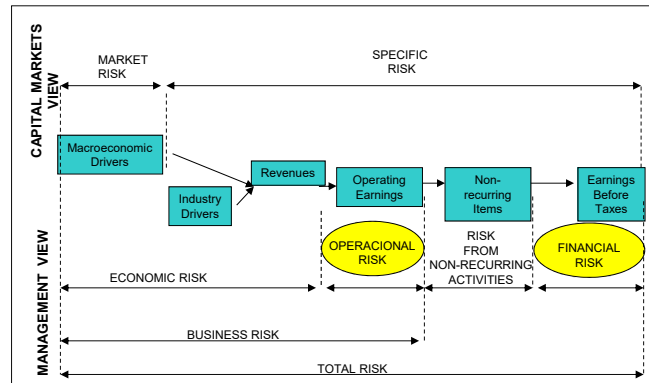 CAPITAL MARKETS
VIEW
MARKET
RISK
SPECIFIC
RISK
Macroeconomic
Drivers
Industry
Drivers
Revenues
Operating
Earnings
Non-
recurring
Items
Earnings
Before
Taxes
MANAGEMENT VIEW
ECONOMIC RISK
OPERACIONAL
RISK
RISK
FROM
NON-RECURRING
ACTIVITIES
FINANCIAL
RISK
BUSINESS RISK
TOTAL RISK